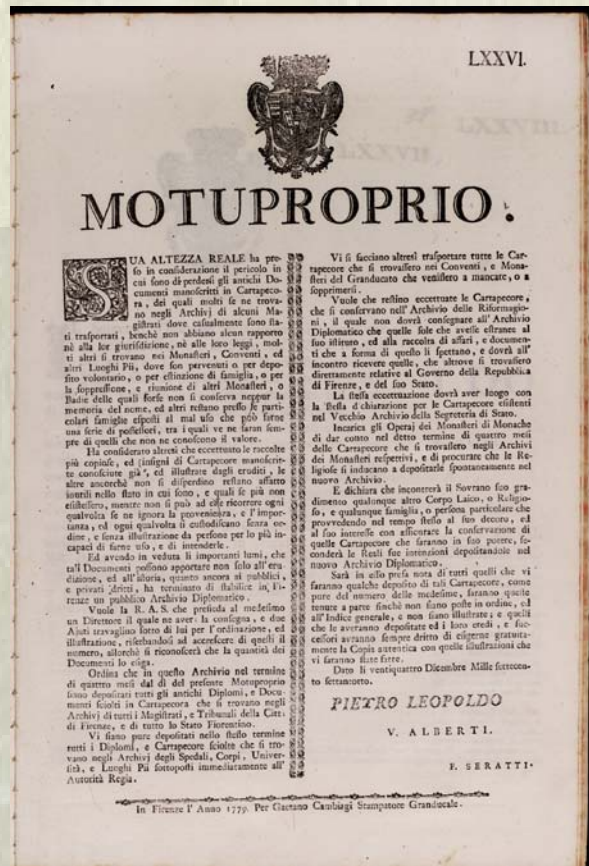 LXXVI.
MOTUPROPRIO.
SUA ALTEZZA REALE ha pre-
so in considerazione il pericolo in
cui sono di perdersi gli antichi Do-
cumenti manoscritti in Cartapeco-
ra, dei quali molti se ne trova-
no negli Archivj di alcuni Ma-
gistrati dove casualmente sono sta-
ti trasportati, benchè non abbiano alcun rapporto
nè alla lor giurisdizione, nè alle loro leggi, mol-
ti altri si trovano nei Monasteri, Conventi, ed
altri Luoghi Pii, dove son pervenuti o per depo-
sito volontario, o per estinzione di famiglia, o per
la soppressione, e riunione di altri Monasteri, o
Badie delle quali forse non si conserva neppur la
memoria del nome, ed altri restano presso le parti-
colari famiglie esposti al mal uso che può farne
una serie di possessori, tra i quali ve ne saran sem-
pre di quelli che non ne conoscono il valore.
Ha considerato altresì che eccettuate le raccolte
più copiose, ed insigni di Cartapecore manoscrit-
te conosciute già, ed illustrate dagli eruditi, le
altre ancorchè non si disperdino restano affatto
inutili nello stato in cui sono, e quasi se più non
esistessero, mentre non si può ad esse ricorrere ogni
qualvolta se ne ignora la provenienza, e l'impor-
tanza, ed ogni qualvolta si custodiscano senza or-
dine, e senza illustrazione da persone per lo più in-
capaci di farne uso, e di intenderle.
Ed avendo in veduta li importanti lumi, che
tali Documenti possono apportare non solo all'eru-
dizione, ed all'istoria, quanto ancora ai pubblici,
e privati dritti, ha terminato di stabilire in Fi-
renze un pubblico Archivio Diplomatico.
Vuole la R. A. S. che presieda al medesimo
un Direttore il quale ne averà la consegna, e due
Ajuti travaglino sotto di lui per l'ordinazione, ed
illustrazione, riserbandosi ad accrescere di questi il
numero, allorchè si riconoscerà che la quantità dei
Documenti lo esiga.
Ordina che in questo Archivio nel termine
di quattro mesi dal dì del presente Motuproprio
siano depositati tutti gli antichi Diplomi, e Docu-
menti sciolti in Cartapecora che si trovano negli
Archivj di tutti i Magistrati, e Tribunali della Città
di Firenze, e di tutto lo Stato Fiorentino.
Vi siano pure depositati nello stesso termine
tutti i Diplomi, e Cartapecore sciolte che si tro-
vano negli Archivj degli Spedali, Corpi, Univer-
sità, e Luoghi Pii sottoposti immediatamente all'
Autorità Regia.
Vi si facciano altresì trasportare tutte le Car-
tapecore che si trovassero nei Conventi, e Mona-
steri del Granducato che venissero a mancare, o a
sopprimersi.
Vuole che restino eccettuate le Cartapecore,
che si conservano nell'Archivio delle Riformagio-
ni, il quale non dovrà consegnare all'Archivio
Diplomatico che quelle sole che avesse estranee al
suo istituto, ed alla raccolta di affari, e documen-
ti che a forma di questo li spettano, e dovrà all'
incontro ricevere quelle, che altrove si trovassero
direttamente relative al Governo della Repubblica
di Firenze, e del suo Stato.
La stessa eccettuazione dovrà aver luogo con
la stessa dichiarazione per le Cartapecore esistenti
nel Vecchio Archivio della Segreteria di Stato.
Incarica gli Operaj dei Monasteri di Monache
di dar conto nel detto termine di quattro mesi
delle Cartapecore che si trovassero negli Archivj
dei Monasteri respettivi, e di procurare che le Re-
ligiose si inducano a depositarle spontaneamente nel
nuovo Archivio.
E dichiara che incontrerà il Sovrano suo gra-
dimento qualunque altro Corpo Laico, o Religio-
so, e qualunque famiglia, o persona particolare che
provvedendo nel tempo stesso al suo decoro, ed
al suo interesse con assicurare la conservazione di
quelle Cartapecore che saranno in suo potere, se-
conderà le Reali sue intenzioni depositandole nel
nuovo Archivio Diplomatico.
Sarà in esso presa nota di tutti quelli che vi
faranno qualche deposito di tali Cartapecore, come
pure del numero delle medesime, saranno queste
tenute a parte finchè non siano poste in ordine, ed
all'Indice generale, e non siano illustrate; e quelli
che le averanno depositate ed i loro eredi, e suc-
cessori avranno sempre dritto di esigerne gratuita-
mente la Copia autentica con quelle illustrazioni che
vi saranno state fatte.
Dato li ventiquattro Dicembre Mille settecen-
to settantotto.
PIETRO LEOPOLDO
V. ALBERTI.
F. SERATTI.
In Firenze l' Anno 1779. Per Gaetano Cambiagi Stampatore Granducale.